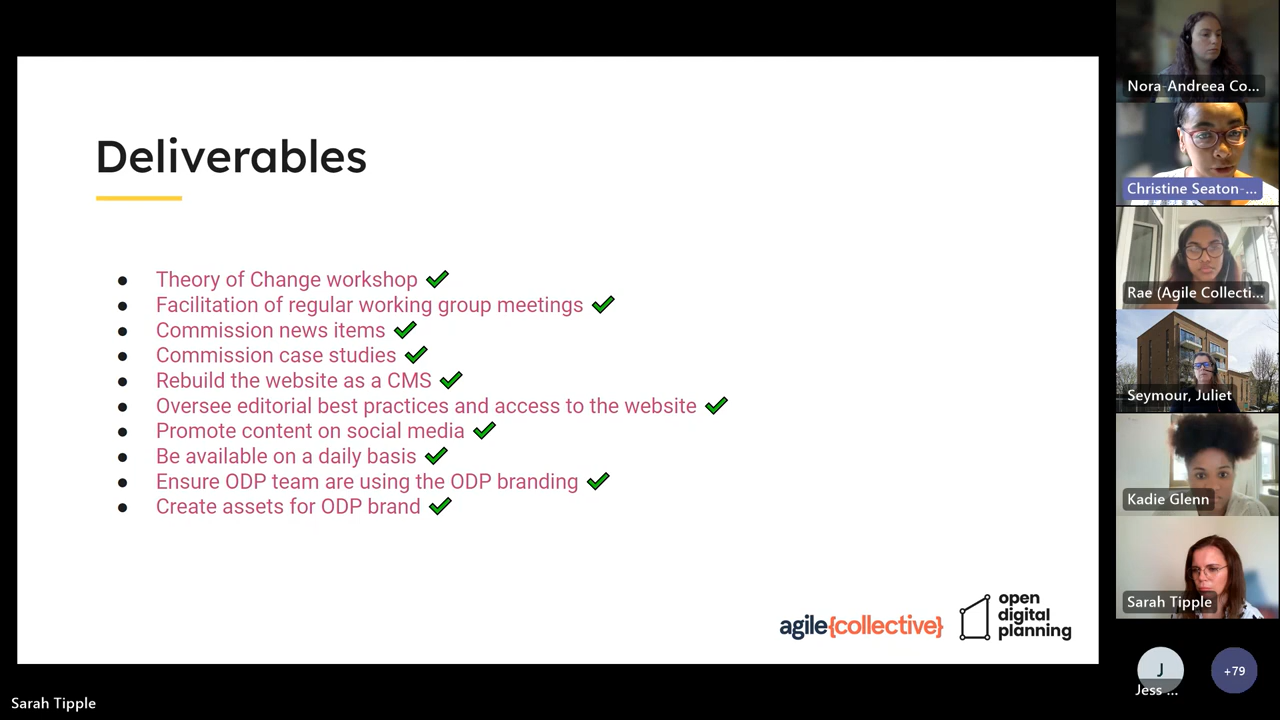 Deliverables
Theory of Change workshop
Facilitation of regular working group meetings
Commission news items
Commission case studies
Rebuild the website as a CMS
Oversee editorial best practices and access to the website
Promote content on social media
Be available on a daily basis
Ensure ODP team are using the ODP branding
Create assets for ODP brand
agile{collective}
open
digital
planning
Sarah Tipple
Nora-Andreea Co...
Christine Seaton-...
Rae (Agile Collecti...
Seymour, Juliet
Kadie Glenn
Sarah Tipple
J
Jess ...
+79